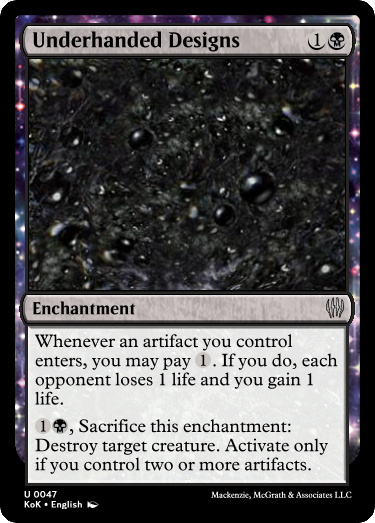 Underhanded Designs 1
Enchantment
Whenever an artifact you control
enters, you may pay 1. If you do, each
opponent loses 1 life and you gain 1
life.
1, Sacrifice this enchantment:
Destroy target creature. Activate only
if you control two or more artifacts.
U 0047
KoK • English
Mackenzie, McGrath & Associates LLC